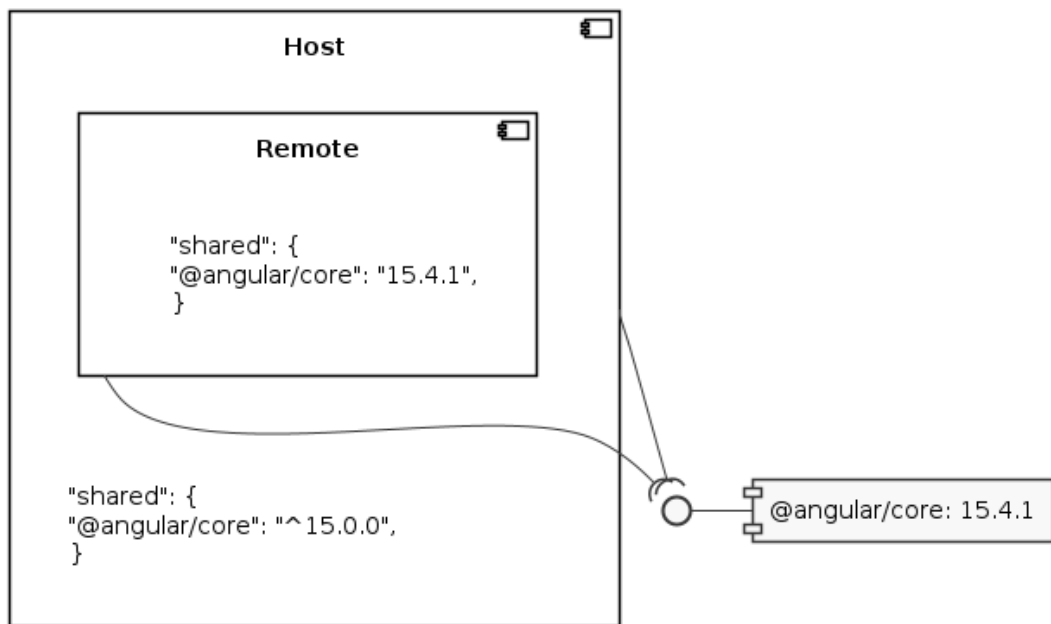 Host
Remote
"shared": {
"@angular/core": "15.4.1",
}
"shared": {
"@angular/core": "^15.0.0",
}
@angular/core: 15.4.1